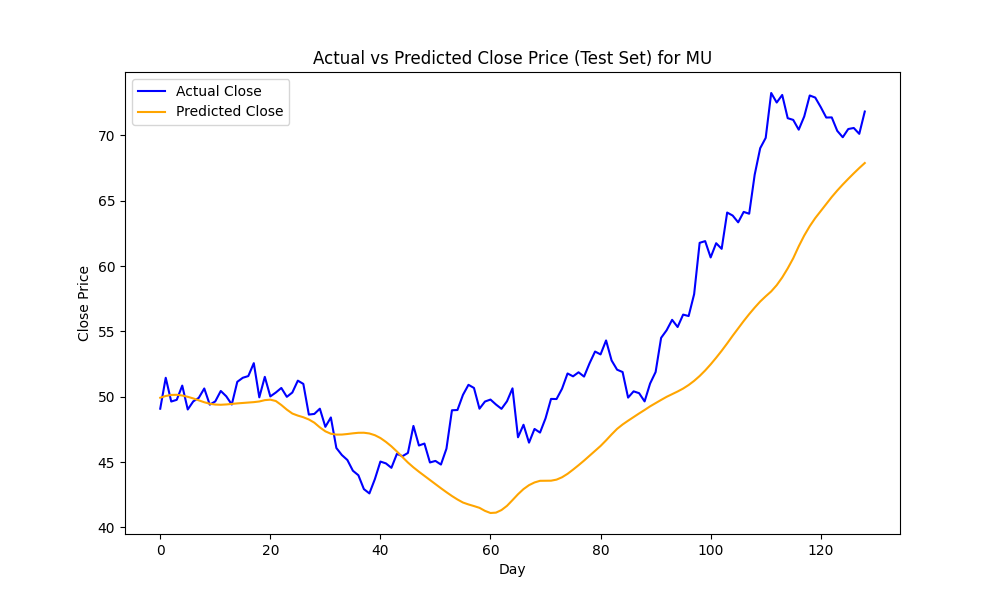 Actual vs Predicted Close Price (Test Set) for MU
Actual Close
Predicted Close
Close Price
70
65
60
55
50
45
40
0 20 40 60 80 100 120
Day